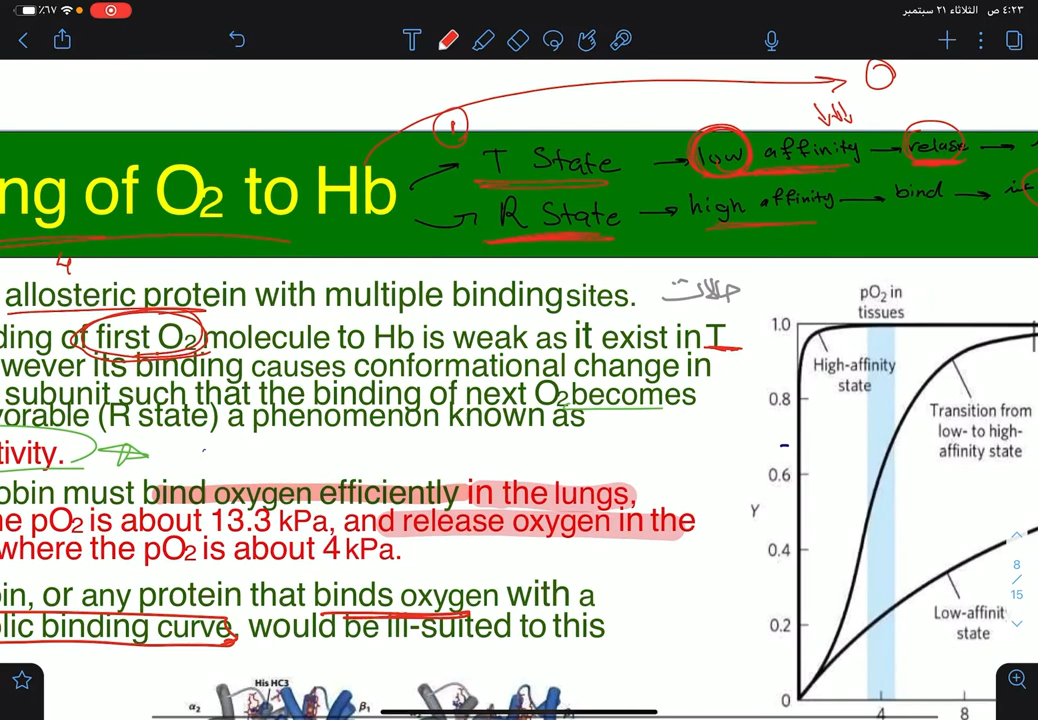 ٪٦٧
٤:٢٣ ص الثلاثاء ٢١ سبتمبر
T
1
T State → low affinity → relase →
ng of O2 to Hb
R State → high affinity → bind →
4
allosteric protein with multiple binding sites.
حالات
ding of first O2 molecule to Hb is weak as it exist in T
wever its binding causes conformational change in
subunit such that the binding of next O2 becomes
vorable (R state) a phenomenon known as
tivity.
obin must bind oxygen efficiently in the lungs,
ne pO2 is about 13.3 kPa, and release oxygen in the
where the pO2 is about 4 kPa.
bin, or any protein that binds oxygen with a
olic binding curve, would be ill-suited to this
His HC3
α2
β1
pO2 in
tissues
1.0
High-affinity
state
0.8
Transition from
low- to high-
affinity state
0.6
Y
0.4
Low-affinit
state
0.2
0
4
8
8
/
15